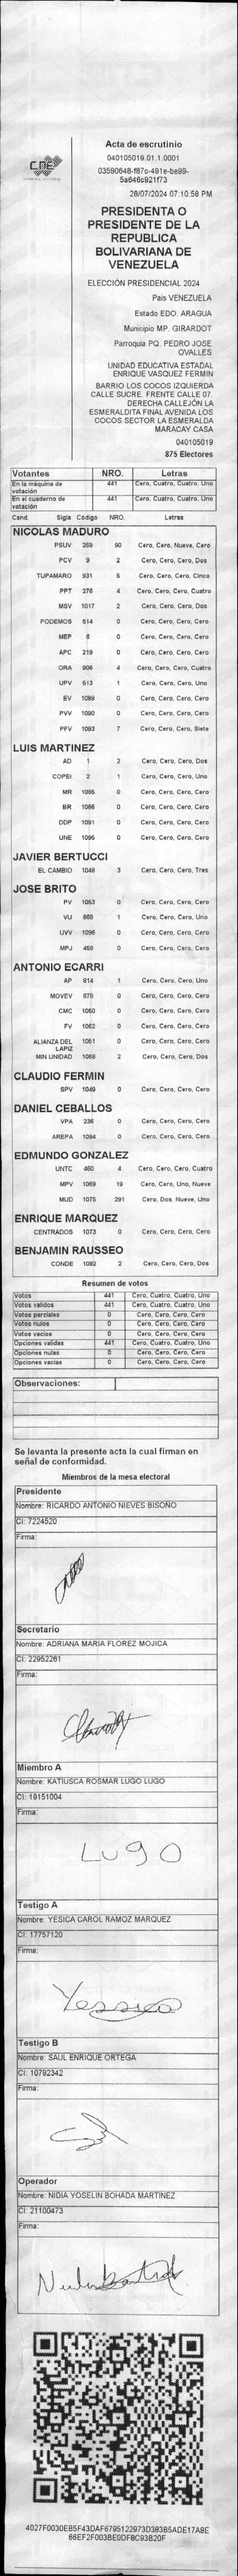 CNE
Acta de escrutinio
040105019.01.1.0001
03590648-f87c-491e-be99-
5a646c921f73
28/07/2024 07:10:58 PM
PRESIDENTA O
PRESIDENTE DE LA
REPUBLICA
BOLIVARIANA DE
VENEZUELA
ELECCIÓN PRESIDENCIAL 2024
Pais VENEZUELA
Estado EDO. ARAGUA
Municipio MP. GIRARDOT
Parroquia PQ. PEDRO JOSE
OVALLES
UNIDAD EDUCATIVA ESTADAL
ENRIQUE VASQUEZ FERMIN
BARRIO LOS COCOS IZQUIERDA
CALLE SUCRE. FRENTE CALLE 07
DERECHA CALLEJÓN LA
ESMERALDITA FINAL AVENIDA LOS
COCOS SECTOR LA ESMERALDA
MARACAY CASA
040105019
875 Electores
Votantes NRO. Letras
En la máquina de votación 441 Cero, Cuatro, Cuatro, Uno
En el cuaderno de votación 441 Cero, Cuatro, Cuatro, Uno
Cand. Sigla Código NRO. Letras
NICOLAS MADURO
PSUV 269 90 Cero, Cero, Nueve, Cero
PCV 9 2 Cero, Cero, Cero, Dos
TUPAMARO 931 5 Cero, Cero, Cero, Cinco
PPT 276 4 Cero, Cero, Cero, Cuatro
MSV 1017 2 Cero, Cero, Cero, Dos
PODEMOS 514 0 Cero, Cero, Cero, Cero
MEP 6 0 Cero, Cero, Cero, Cero
APC 219 0 Cero, Cero, Cero, Cero
ORA 906 4 Cero, Cero, Cero, Cuatro
UPV 513 1 Cero, Cero, Cero, Uno
EV 1089 0 Cero, Cero, Cero, Cero
PVV 1090 0 Cero, Cero, Cero, Cero
PFV 1093 7 Cero, Cero, Cero, Siete
LUIS MARTINEZ
AD 1 2 Cero, Cero, Cero, Dos
COPEI 2 1 Cero, Cero, Cero, Uno
MR 1065 0 Cero, Cero, Cero, Cero
BR 1066 0 Cero, Cero, Cero, Cero
DDP 1091 0 Cero, Cero, Cero, Cero
UNE 1095 0 Cero, Cero, Cero, Cero
JAVIER BERTUCCI
EL CAMBIO 1048 3 Cero, Cero, Cero, Tres
JOSE BRITO
PV 1053 0 Cero, Cero, Cero, Cero
VU 868 1 Cero, Cero, Cero, Uno
UVV 1096 0 Cero, Cero, Cero, Cero
MPJ 458 0 Cero, Cero, Cero, Cero
ANTONIO ECARRI
AP 814 1 Cero, Cero, Cero, Uno
MOVEV 878 0 Cero, Cero, Cero, Cero
CMC 1050 0 Cero, Cero, Cero, Cero
FV 1062 0 Cero, Cero, Cero, Cero
ALIANZA DEL LAPIZ 1051 0 Cero, Cero, Cero, Cero
MIN UNIDAD 1068 2 Cero, Cero, Cero, Dos
CLAUDIO FERMIN
SPV 1049 0 Cero, Cero, Cero, Cero
DANIEL CEBALLOS
VPA 236 0 Cero, Cero, Cero, Cero
AREPA 1094 0 Cero, Cero, Cero, Cero
EDMUNDO GONZALEZ
UNTC 460 4 Cero, Cero, Cero, Cuatro
MPV 1069 19 Cero, Cero, Uno, Nueve
MUD 1075 291 Cero, Dos, Nueve, Uno
ENRIQUE MARQUEZ
CENTRADOS 1073 0 Cero, Cero, Cero, Cero
BENJAMIN RAUSSEO
CONDE 1092 2 Cero, Cero, Cero, Dos
Resumen de votos
Votos 441 Cero, Cuatro, Cuatro, Uno
Votos validos 441 Cero, Cuatro, Cuatro, Uno
Votos parciales 0 Cero, Cero, Cero, Cero
Votos nulos 0 Cero, Cero, Cero, Cero
Votos vacios 0 Cero, Cero, Cero, Cero
Opciones validas 441 Cero, Cuatro, Cuatro, Uno
Opciones nulas 0 Cero, Cero, Cero, Cero
Opciones vacias 0 Cero, Cero, Cero, Cero
Observaciones:
Se levanta la presente acta la cual firman en
señal de conformidad.
Miembros de la mesa electoral
Presidente
Nombre: RICARDO ANTONIO NIEVES BISOÑO
CI: 7224520
Firma:
Secretario
Nombre: ADRIANA MARIA FLOREZ MOJICA
CI: 22952261
Firma:
Miembro A
Nombre: KATIUSCA ROSMAR LUGO LUGO
CI: 19151004
Firma:
Lugo
Testigo A
Nombre: YESICA CAROL RAMOZ MARQUEZ
CI: 17757120
Firma:
Yessica
Testigo B
Nombre: SAUL ENRIQUE ORTEGA
CI: 10792342
Firma:
Operador
Nombre: NIDIA YOSELIN BOHADA MARTINEZ
CI: 21100473
Firma:
4027F0030EB5F43DAF6795122973D383B5ADE17A8E
66EF2F003BE0DF8C93B20F